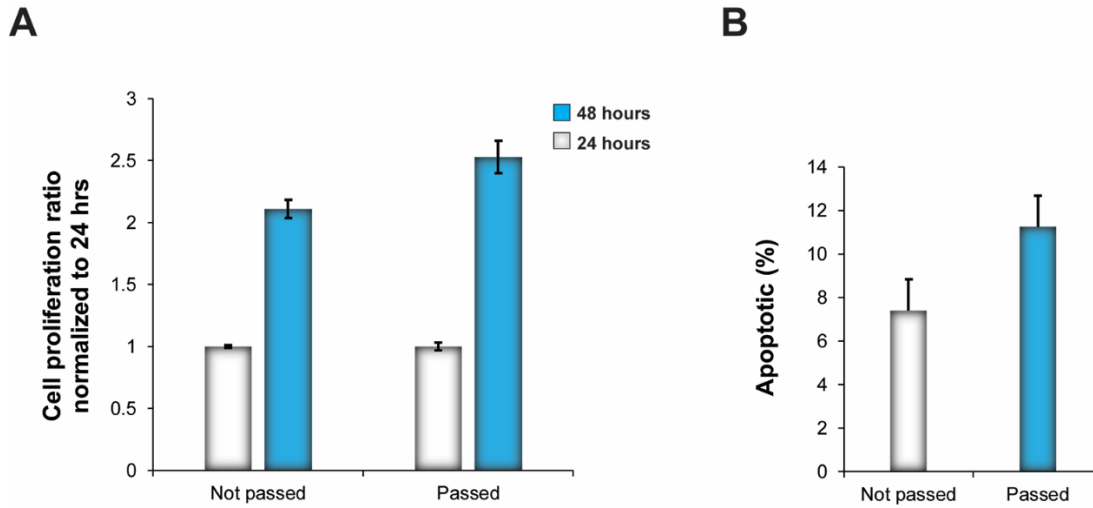 A
3
2.5
2
1.5
1
0.5
0
Cell proliferation ratio
normalized to 24 hrs
48 hours
24 hours
Not passed
Passed
B
14
12
10
8
6
4
2
0
Apoptotic (%)
Not passed
Passed